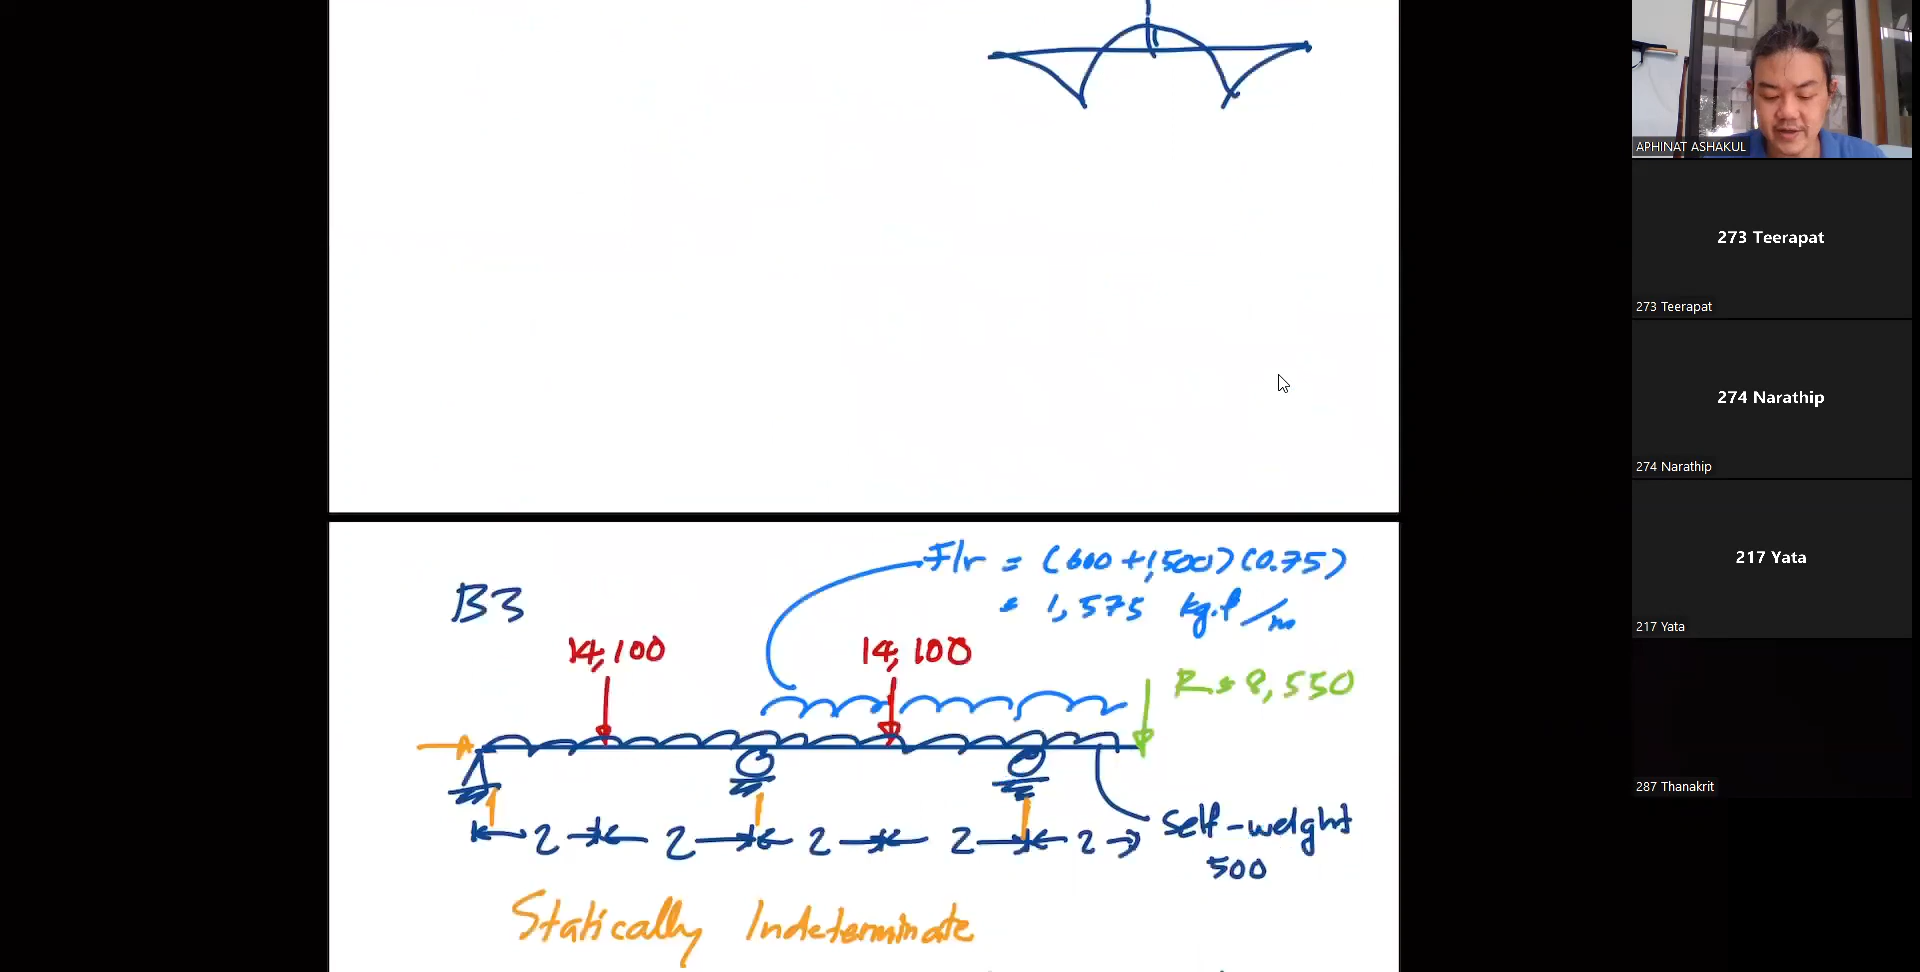 B3
Flr = (600 + 1,500)(0.75)
= 1,575 kg.f/m
14,100
14,100
R = 8,550
2
2
2
2
2
Self-weight
500
Statically Indeterminate
APHINAT ASHAKUL
273 Teerapat
273 Teerapat
274 Narathip
274 Narathip
217 Yata
217 Yata
287 Thanakrit